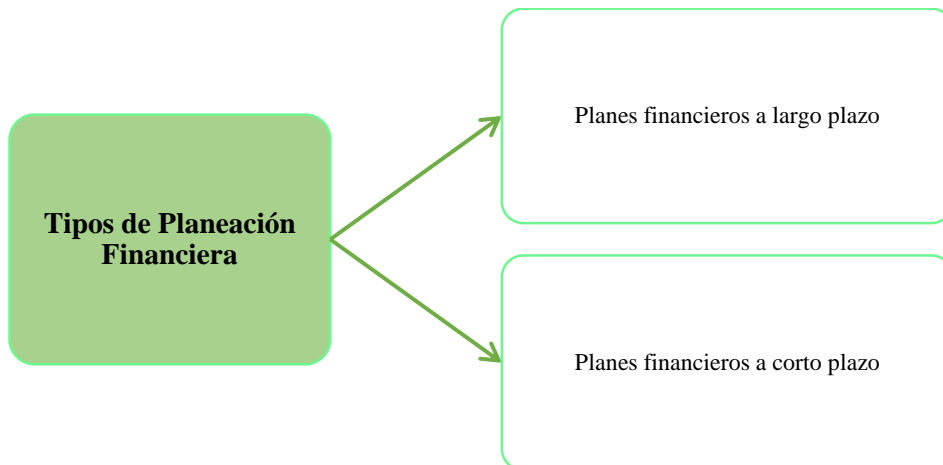 Tipos de Planeación
Financiera
Planes financieros a largo plazo
Planes financieros a corto plazo